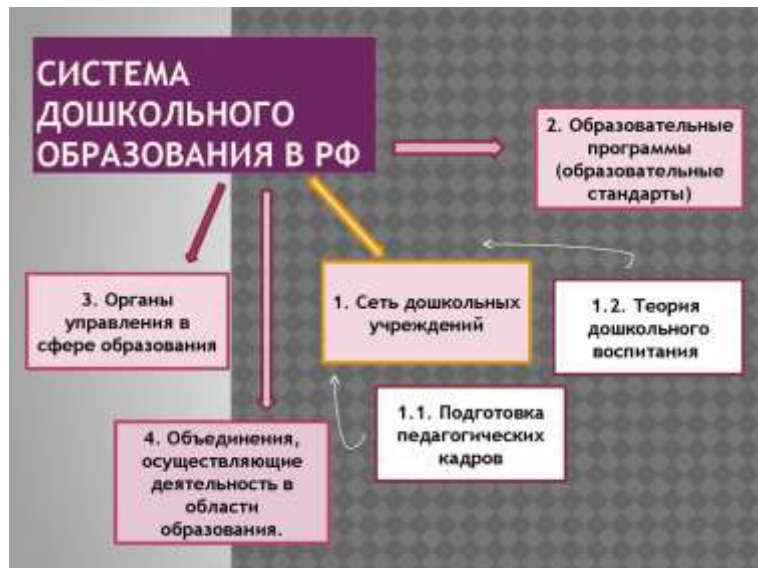 СИСТЕМА
ДОШКОЛЬНОГО
ОБРАЗОВАНИЯ В РФ
2. Образовательные
программы
(образовательные
стандарты)
3. Органы
управления в
сфере образования
1. Сеть дошкольных
учреждений
1.2. Теория
дошкольного
воспитания
1.1. Подготовка
педагогических
кадров
4. Объединения,
осуществляющие
деятельность в
области
образования.